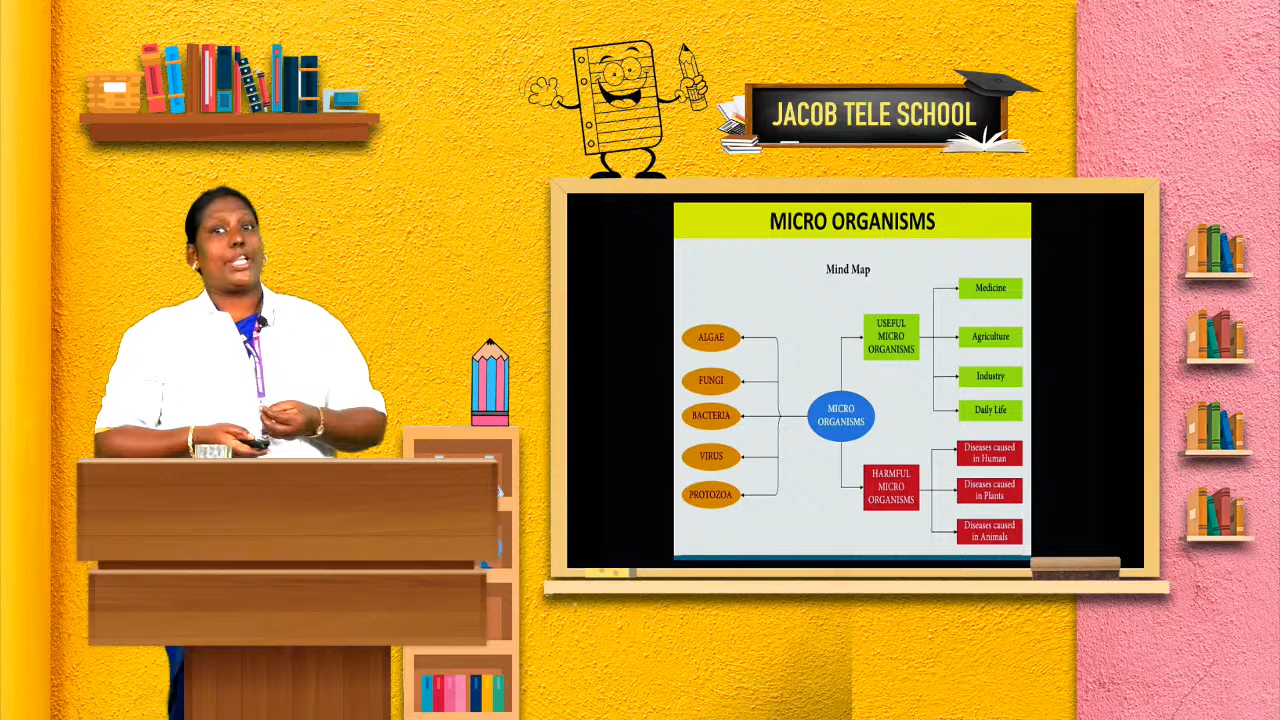 JACOB TELE SCHOOL
MICRO ORGANISMS
Mind Map
ALGAE
FUNGI
BACTERIA
VIRUS
PROTOZOA
MICRO
ORGANISMS
USEFUL
MICRO
ORGANISMS
Medicine
Agriculture
Industry
Daily Life
HARMFUL
MICRO
ORGANISMS
Diseases caused
in Human
Diseases caused
in Plants
Diseases caused
in Animals